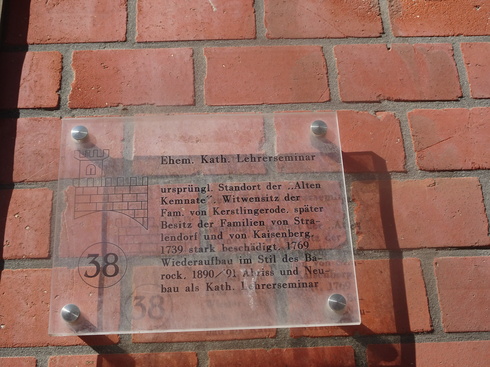 Ehem. Kath. Lehrerseminar
ursprüngl. Standort der „Alten
Kemnate". Witwensitz der
Fam. von Kerstlingerode, später
Besitz der Familien von Stra-
lendorf und von Kaisenberg.
1739 stark beschädigt. 1769
Wiederaufbau im Stil des Ba-
rock. 1890/91 Abriss und Neu-
bau als Kath. Lehrerseminar
38